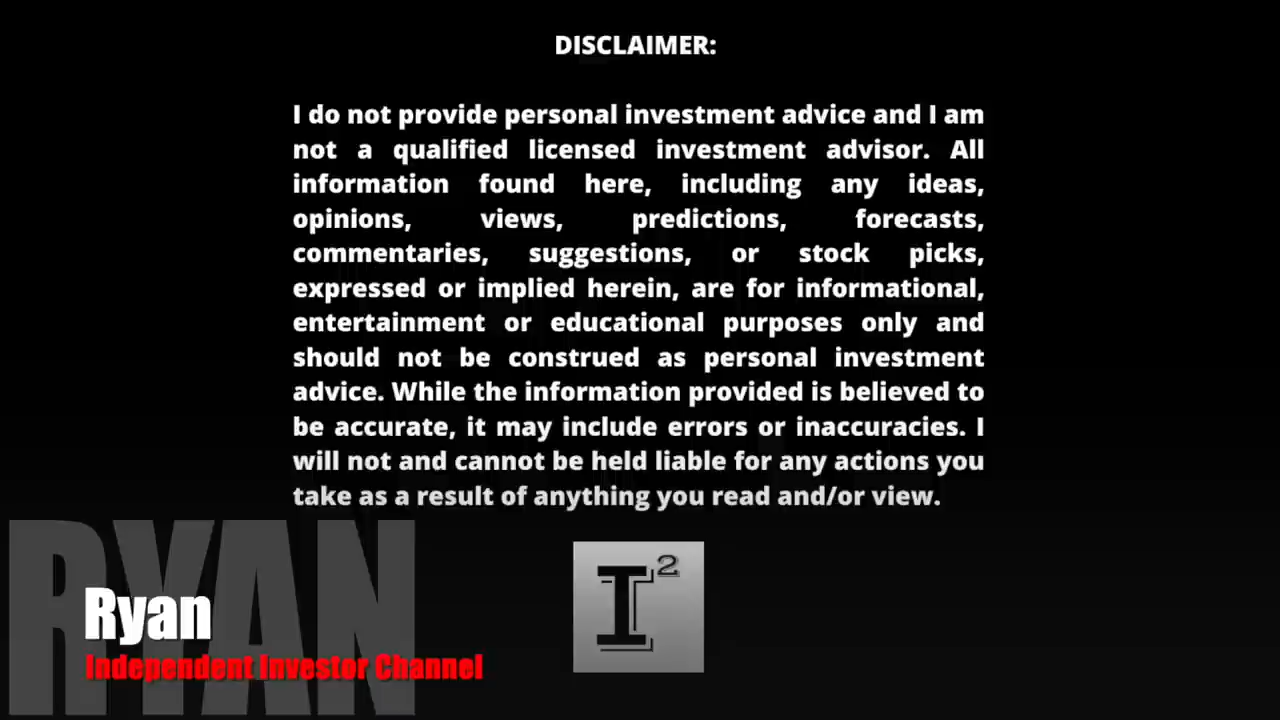 DISCLAIMER:
I do not provide personal investment advice and I am
not a qualified licensed investment advisor. All
information found here, including any ideas,
opinions, views, predictions, forecasts,
commentaries, suggestions, or stock picks,
expressed or implied herein, are for informational,
entertainment or educational purposes only and
should not be construed as personal investment
advice. While the information provided is believed to
be accurate, it may include errors or inaccuracies. I
will not and cannot be held liable for any actions you
take as a result of anything you read and/or view.
RYAN
Ryan
Independent Investor Channel
I²